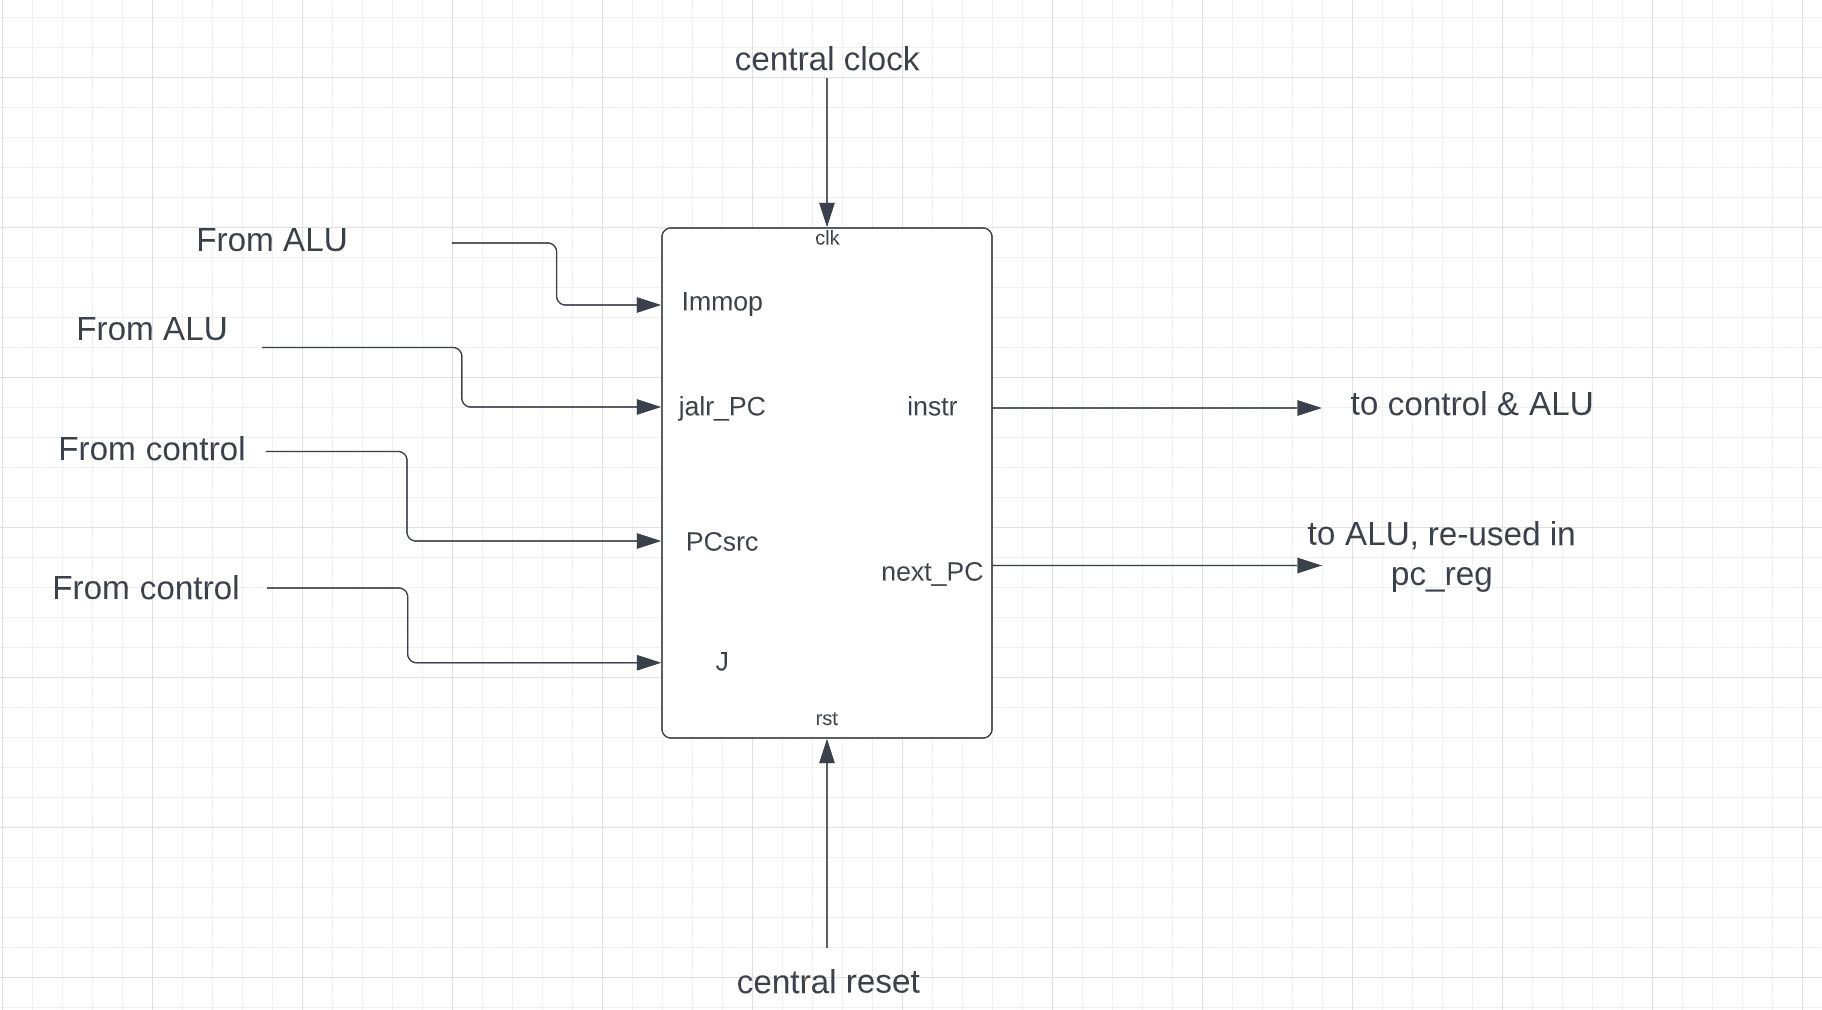 central clock
clk
From ALU
Immop
From ALU
jalr_PC
instr
to control & ALU
From control
PCsrc
to ALU, re-used in
pc_reg
next_PC
From control
J
rst
central reset